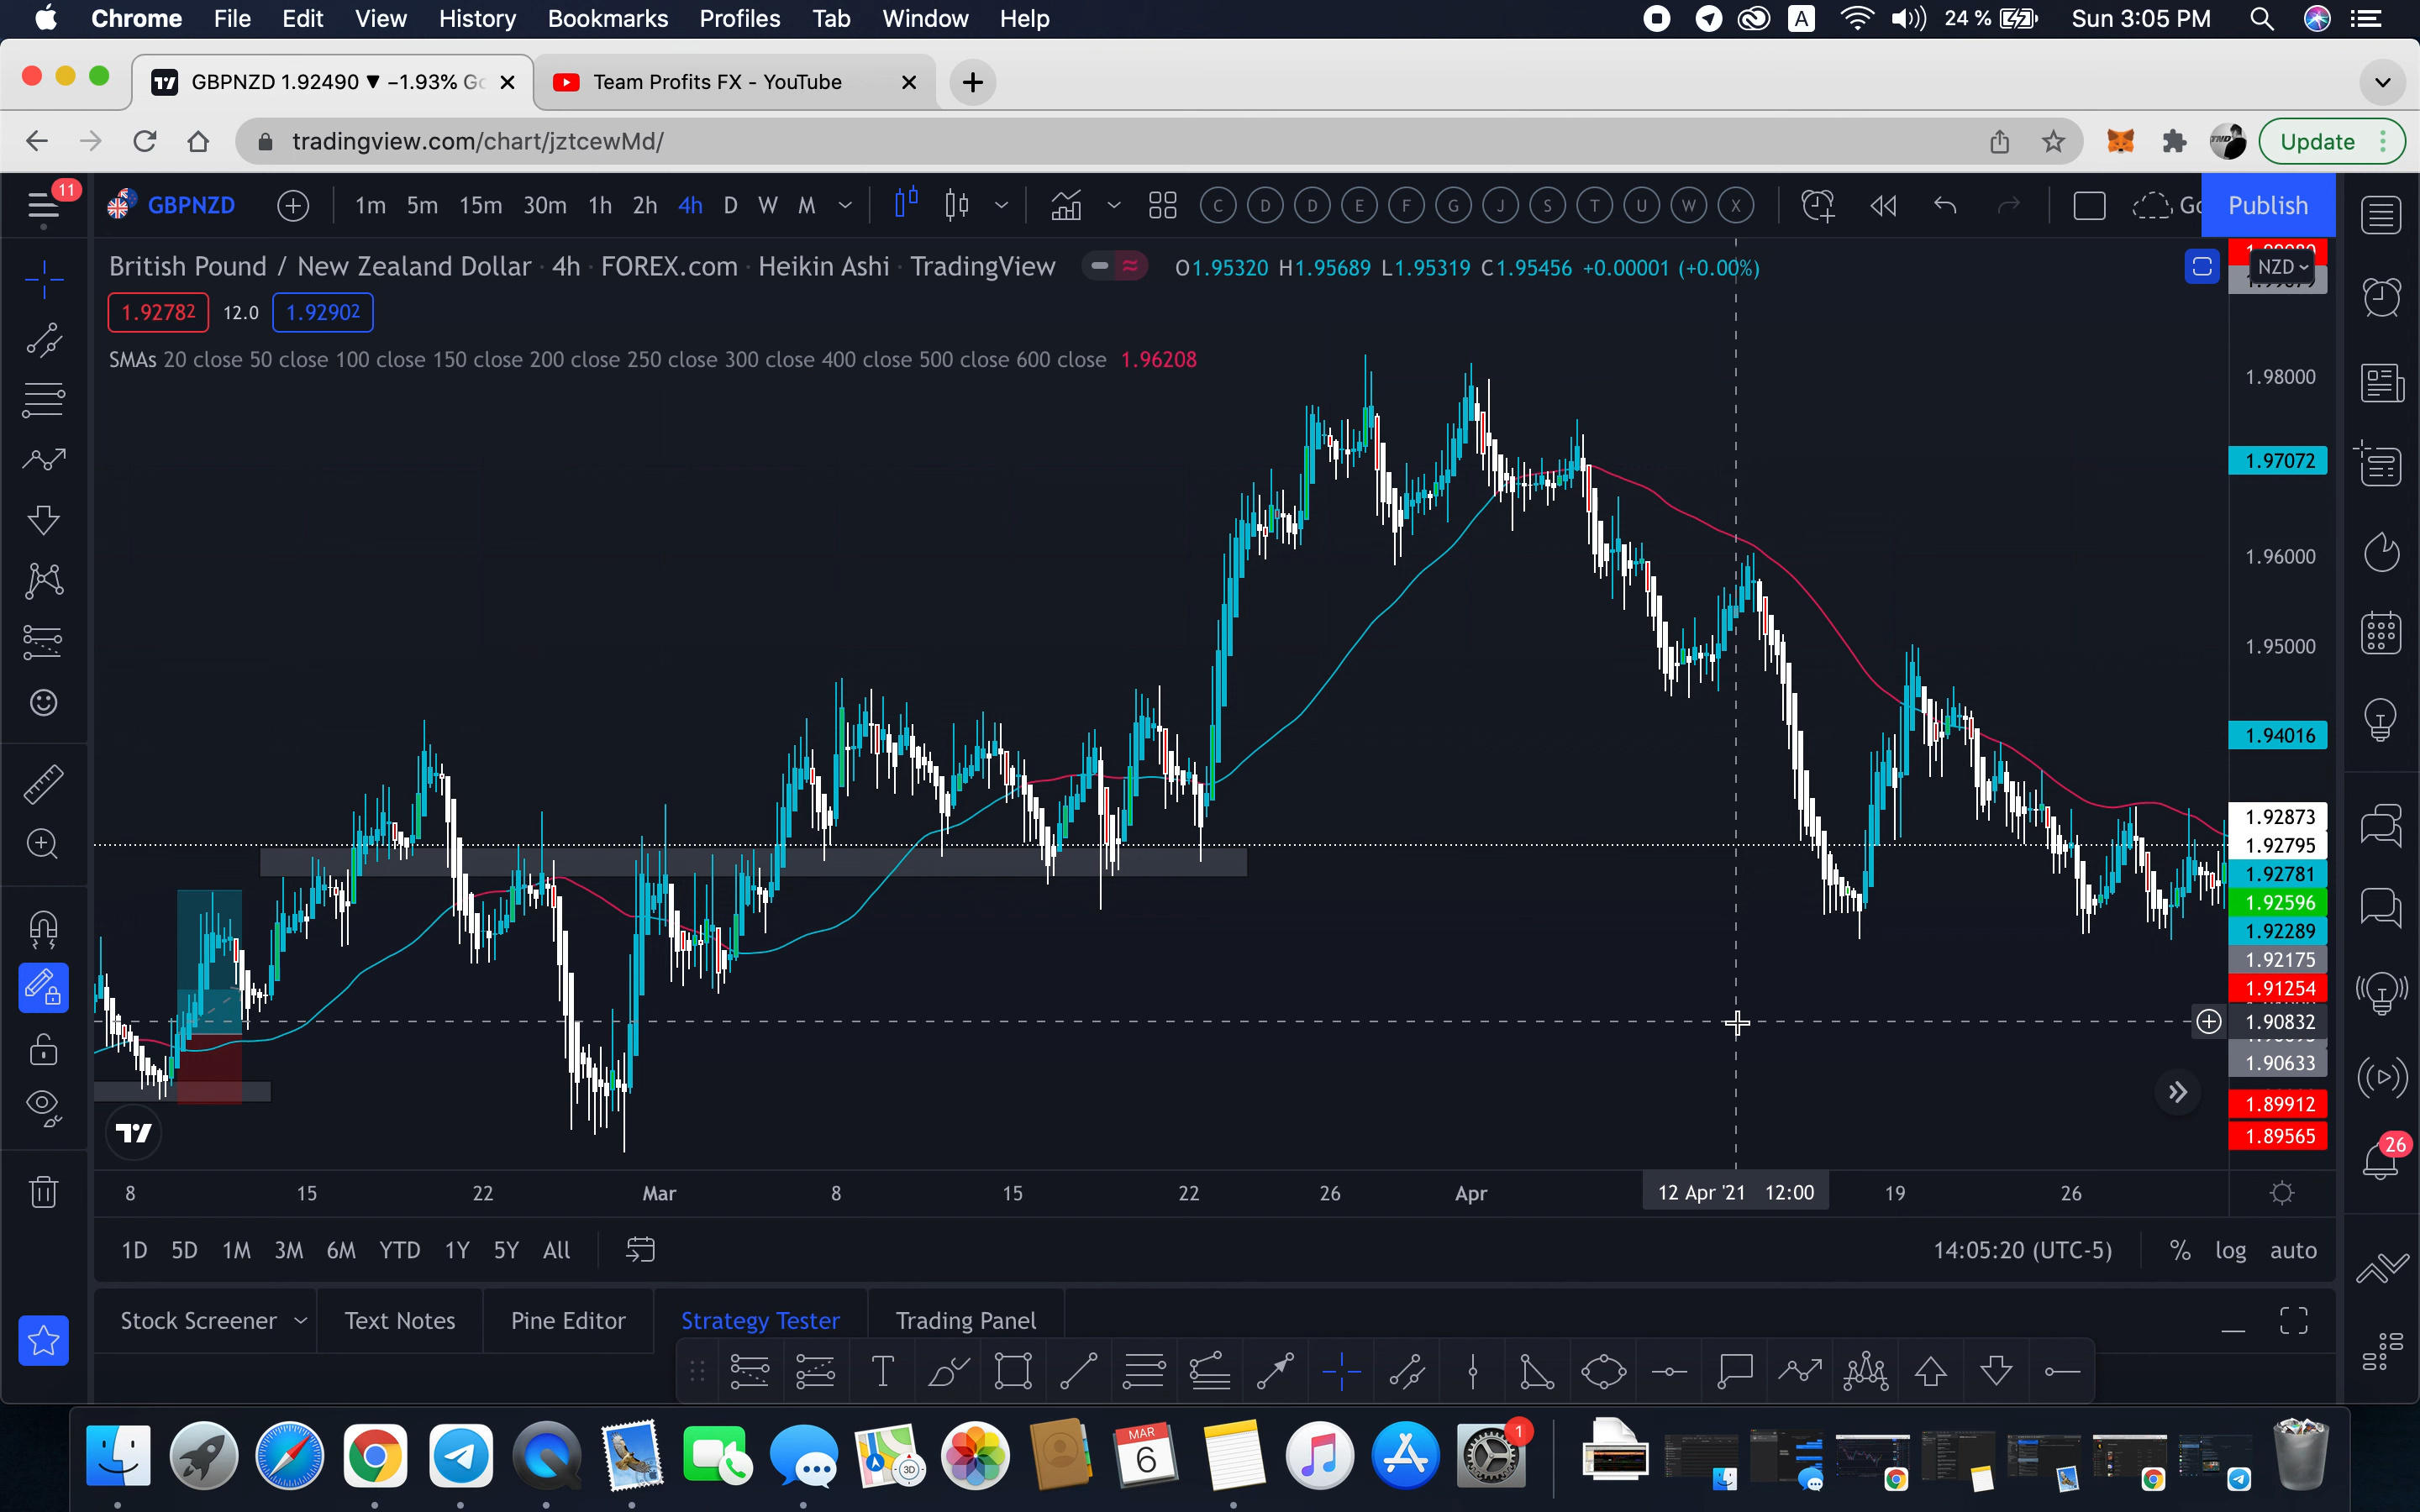 Chrome File Edit View History Bookmarks Profiles Tab Window Help A 24 % Sun 3:05 PM
GBPNZD 1.92490 ▼ −1.93% Team Profits FX - YouTube
tradingview.com/chart/jztcewMd/ Update
11 GBPNZD 1m 5m 15m 30m 1h 2h 4h D W M C D D E F G J S T U W X Publish
British Pound / New Zealand Dollar · 4h · FOREX.com · Heikin Ashi · TradingView O1.95320 H1.95689 L1.95319 C1.95456 +0.00001 (+0.00%) NZD
1.92782 12.0 1.92902
SMAs 20 close 50 close 100 close 150 close 200 close 250 close 300 close 400 close 500 close 600 close 1.96208
1.98000
1.97072
1.96000
1.95000
1.94016
1.92873
1.92795
1.92781
1.92596
1.92289
1.92175
1.91254
1.90832
1.90633
1.89912
1.89565
26
8 15 22 Mar 8 15 22 26 Apr 12 Apr '21 12:00 19 26
1D 5D 1M 3M 6M YTD 1Y 5Y All 14:05:20 (UTC-5) % log auto
Stock Screener Text Notes Pine Editor Strategy Tester Trading Panel
T
MAR
6
3D
1